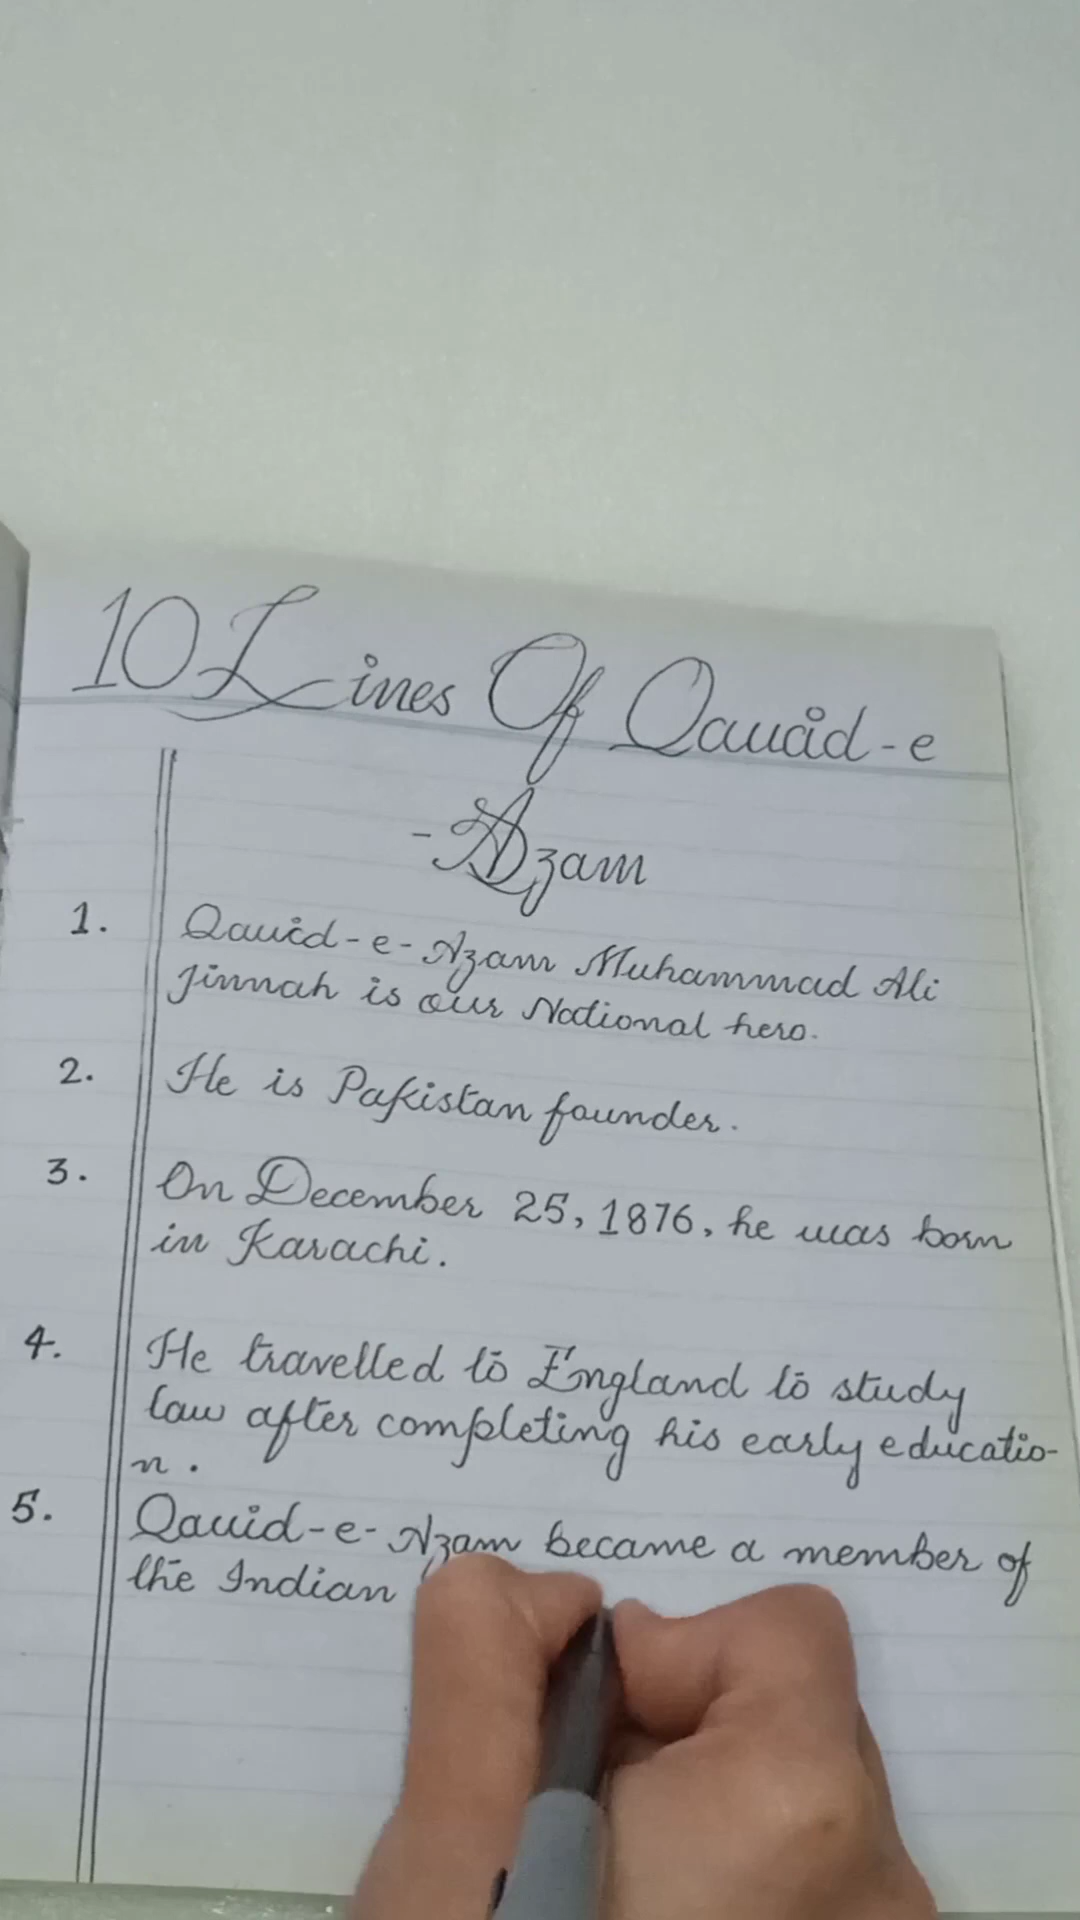 10 Lines Of Qauid-e
-Azam
1. Qauid-e-Azam Muhammad Ali
Jinnah is our National hero.
2. He is Pakistan founder.
3. On December 25, 1876, he was born
in Karachi.
4. He travelled to England to study
law after completing his early educatio-
n.
5. Qauid-e-Azam became a member of
the Indian